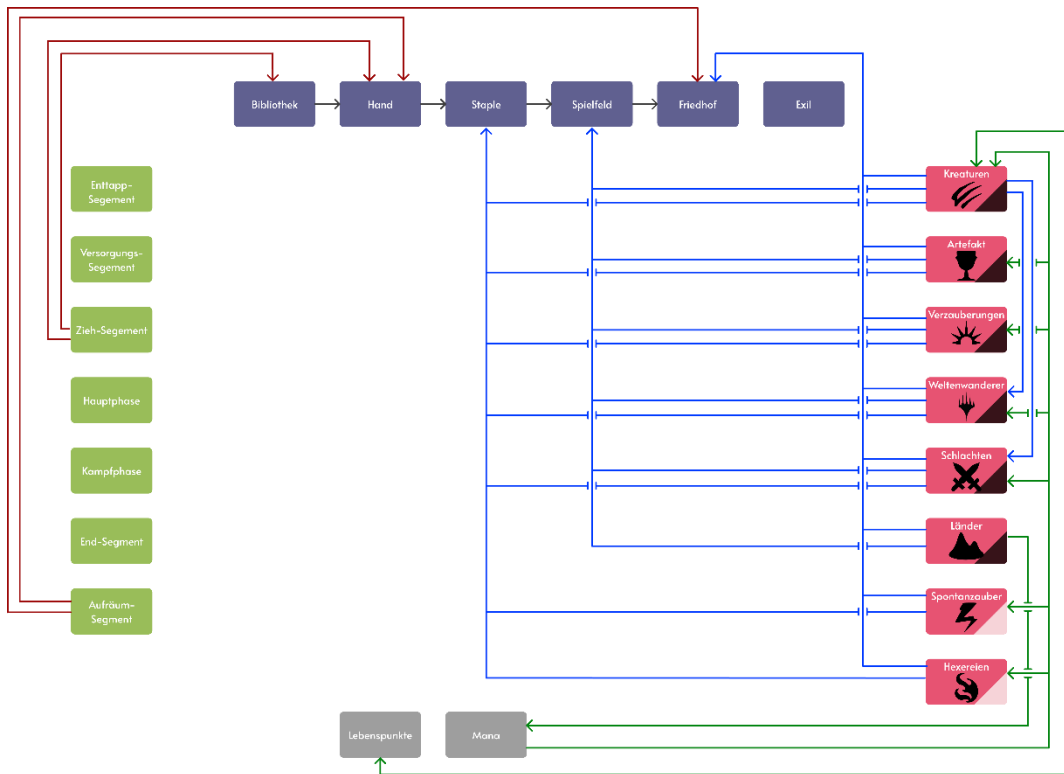 Bibliothek
Hand
Staple
Spielfeld
Friedhof
Exil
Enttapp-
Segement
Versorgungs-
Segement
Zieh-Segement
Hauptphase
Kampfphase
End-Segment
Aufräum-
Segment
Kreaturen
Artefakt
Verzauberungen
Weltenwanderer
Schlachten
Länder
Spontanzauber
Hexereien
Lebenspunkte
Mana